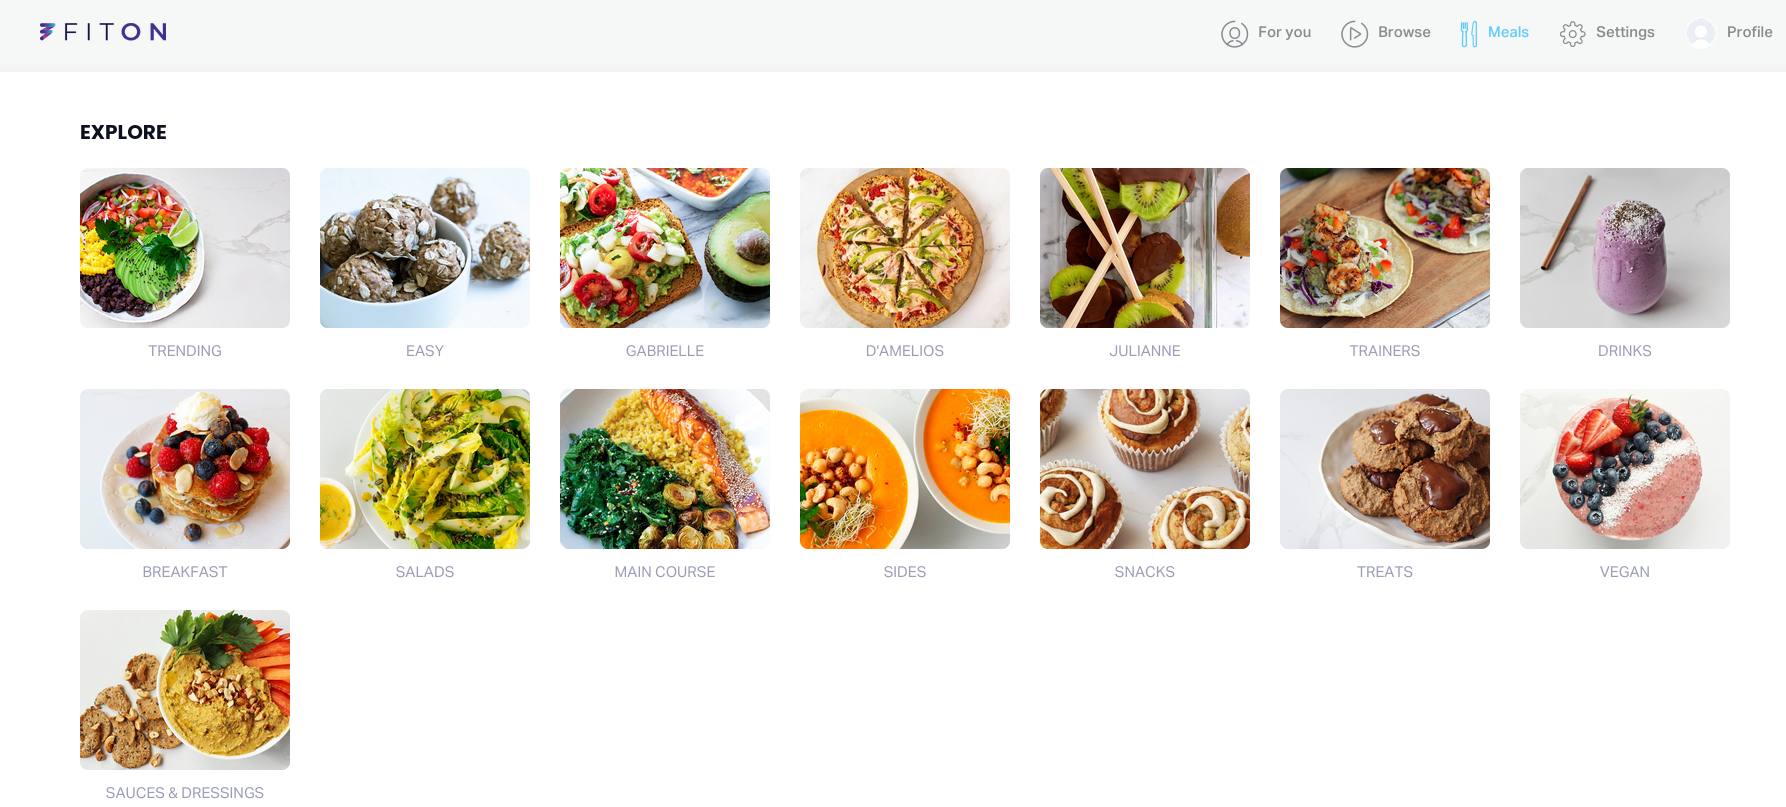 FITON
For you
Browse
Meals
Settings
Profile
EXPLORE
TRENDING
EASY
GABRIELLE
D'AMELIOS
JULIANNE
TRAINERS
DRINKS
BREAKFAST
SALADS
MAIN COURSE
SIDES
SNACKS
TREATS
VEGAN
SAUCES & DRESSINGS